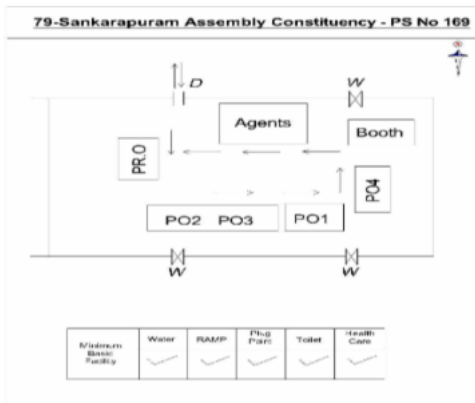 79-Sankarapuram Assembly Constituency - PS No 169
D
W
Agents
Booth
PR.O
PO4
PO2 PO3
PO1
W
W
Minimum Basic Facility
Water
RAMP
Plug Point
Toilet
Health Care